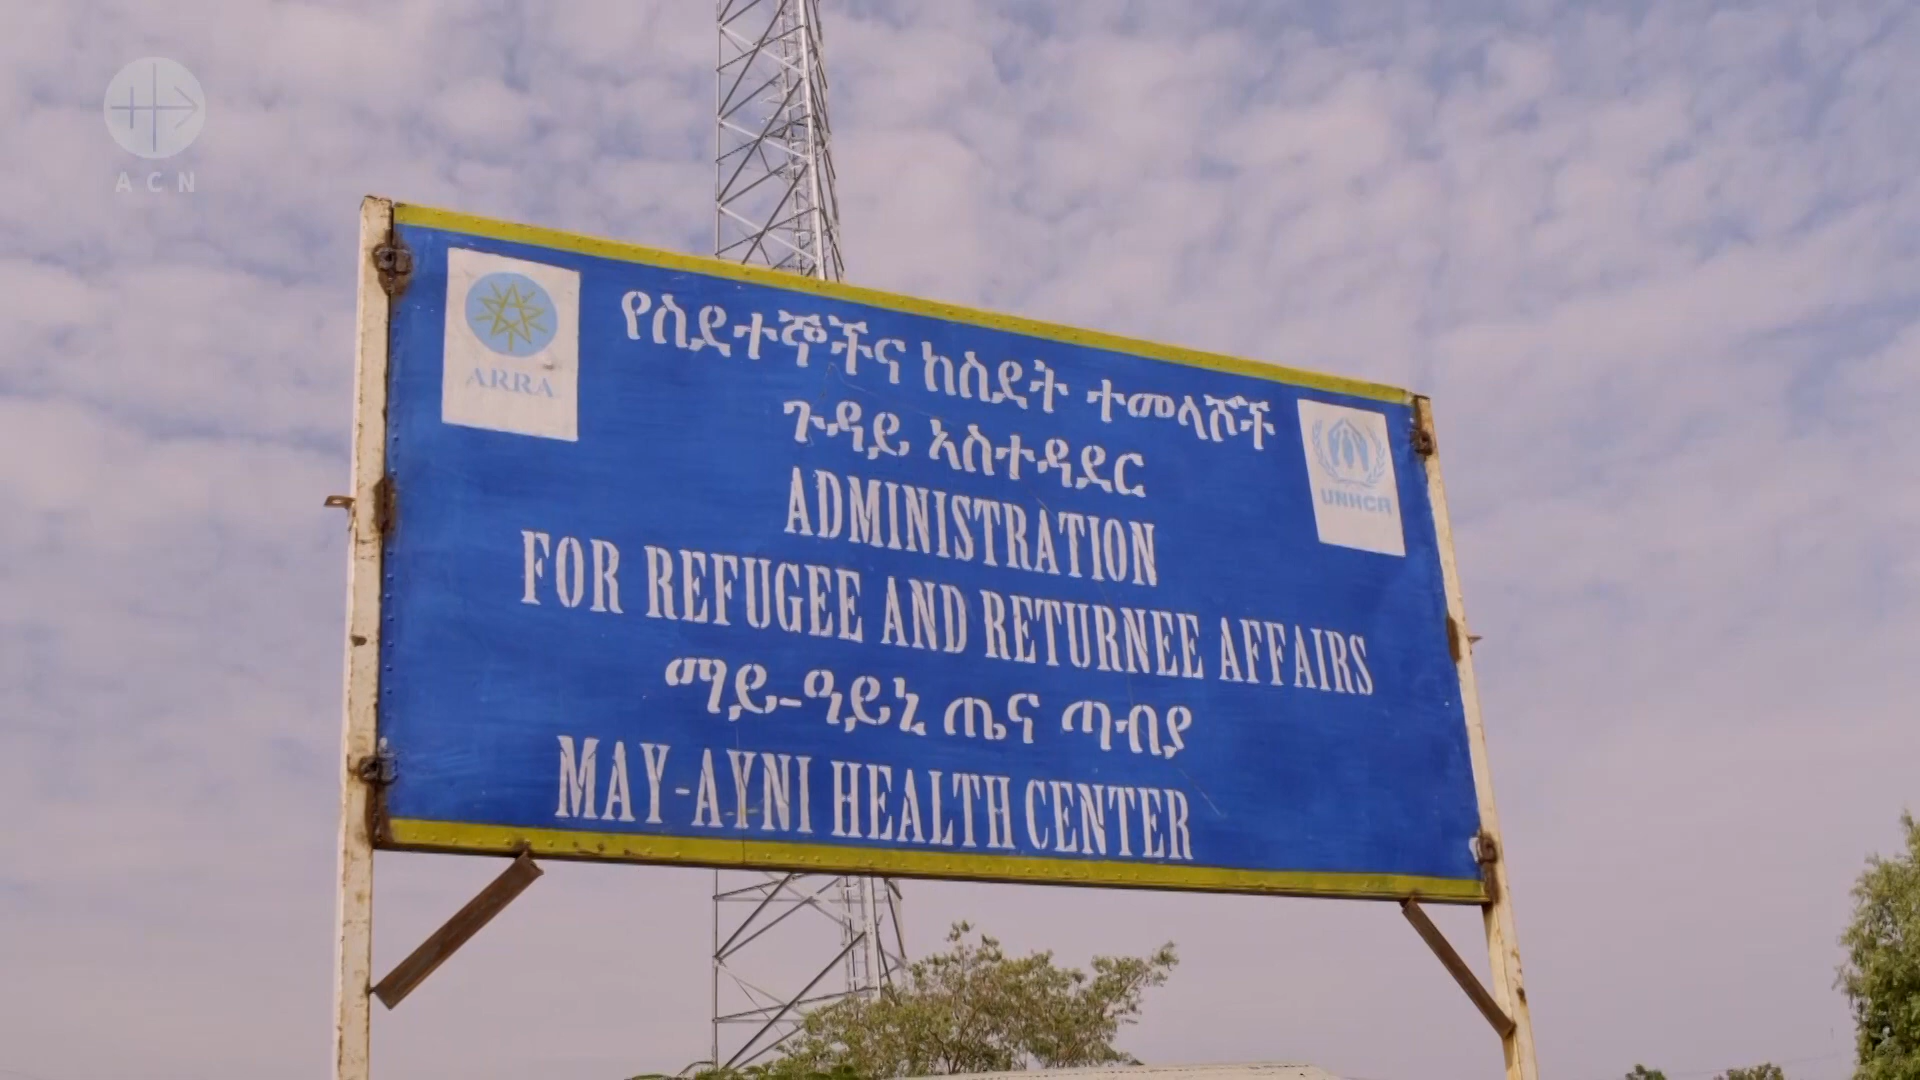 ACN
ARRA
የስደተኞችና ከስደት ተመላሾች
ጉዳይ አስተዳደር
UNHCR
ADMINISTRATION
FOR REFUGEE AND RETURNEE AFFAIRS
ማይ-ዓይኒ ጤና ጣብያ
MAY-AYNI HEALTH CENTER